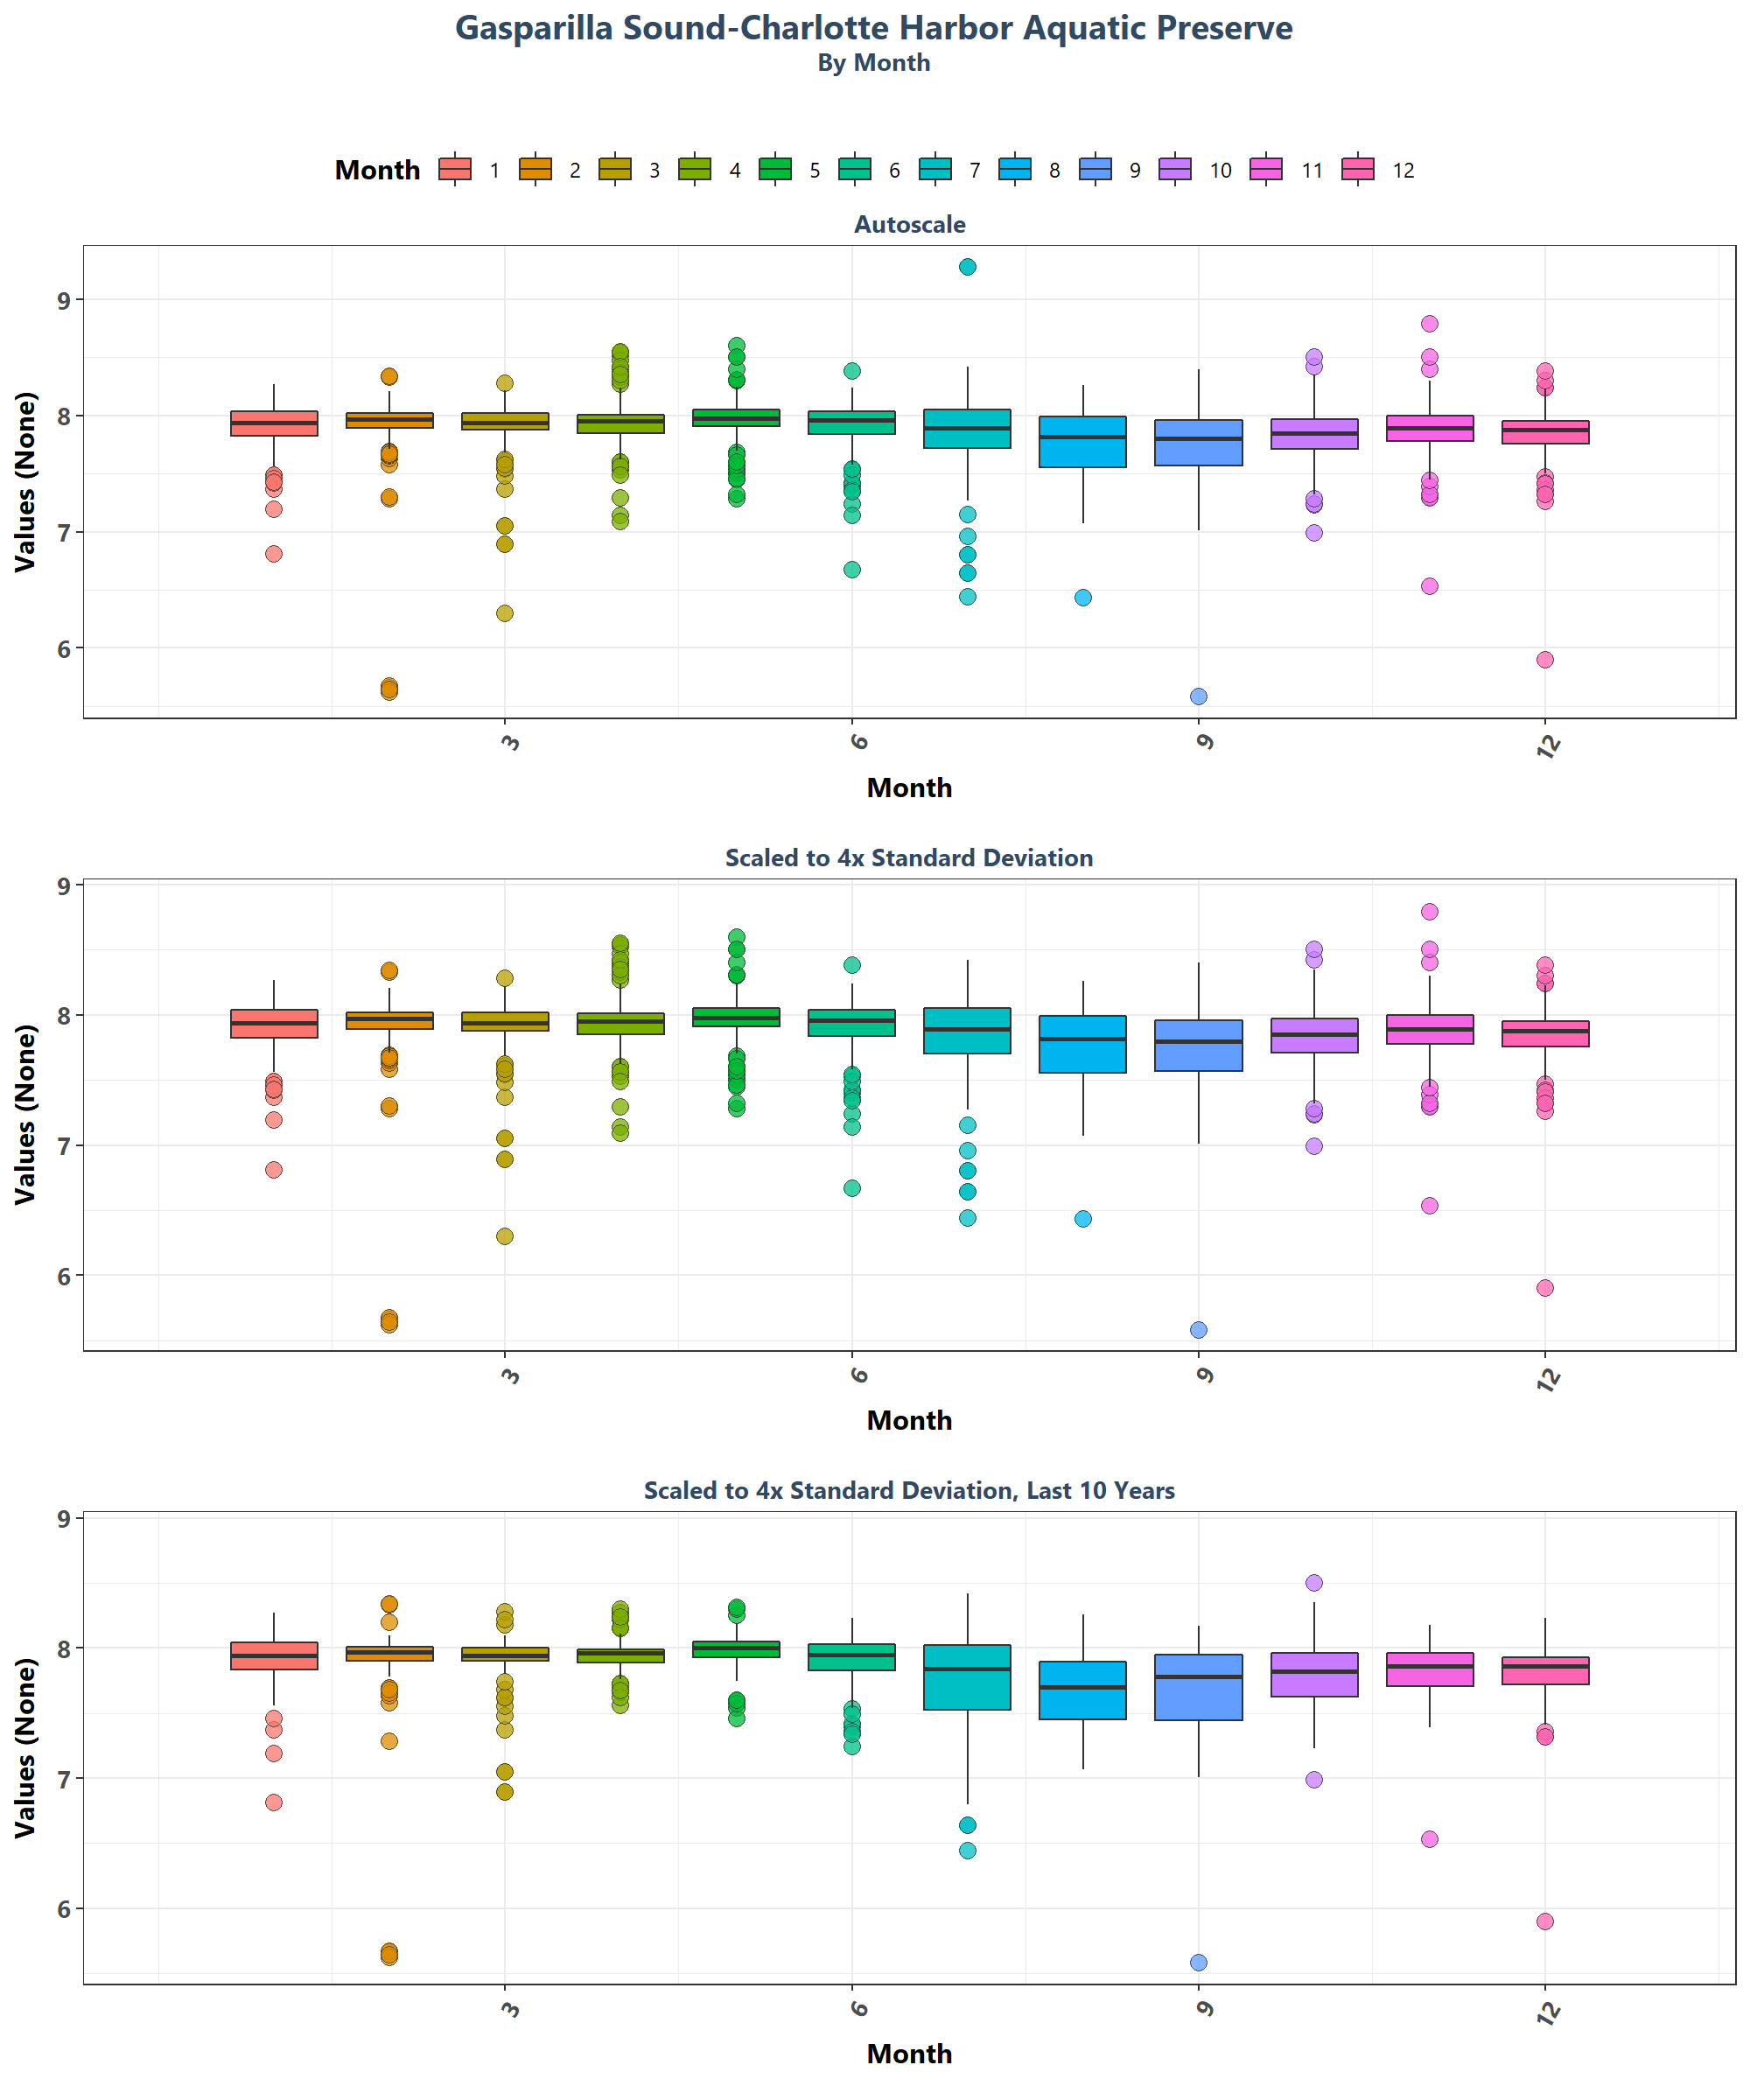 Gasparilla Sound-Charlotte Harbor Aquatic Preserve
By Month
Month 1 2 3 4 5 6 7 8 9 10 11 12
Autoscale
Values (None)
9
8
7
6
3 6 9 12
Month
Scaled to 4x Standard Deviation
Values (None)
9
8
7
6
3 6 9 12
Month
Scaled to 4x Standard Deviation, Last 10 Years
Values (None)
9
8
7
6
3 6 9 12
Month